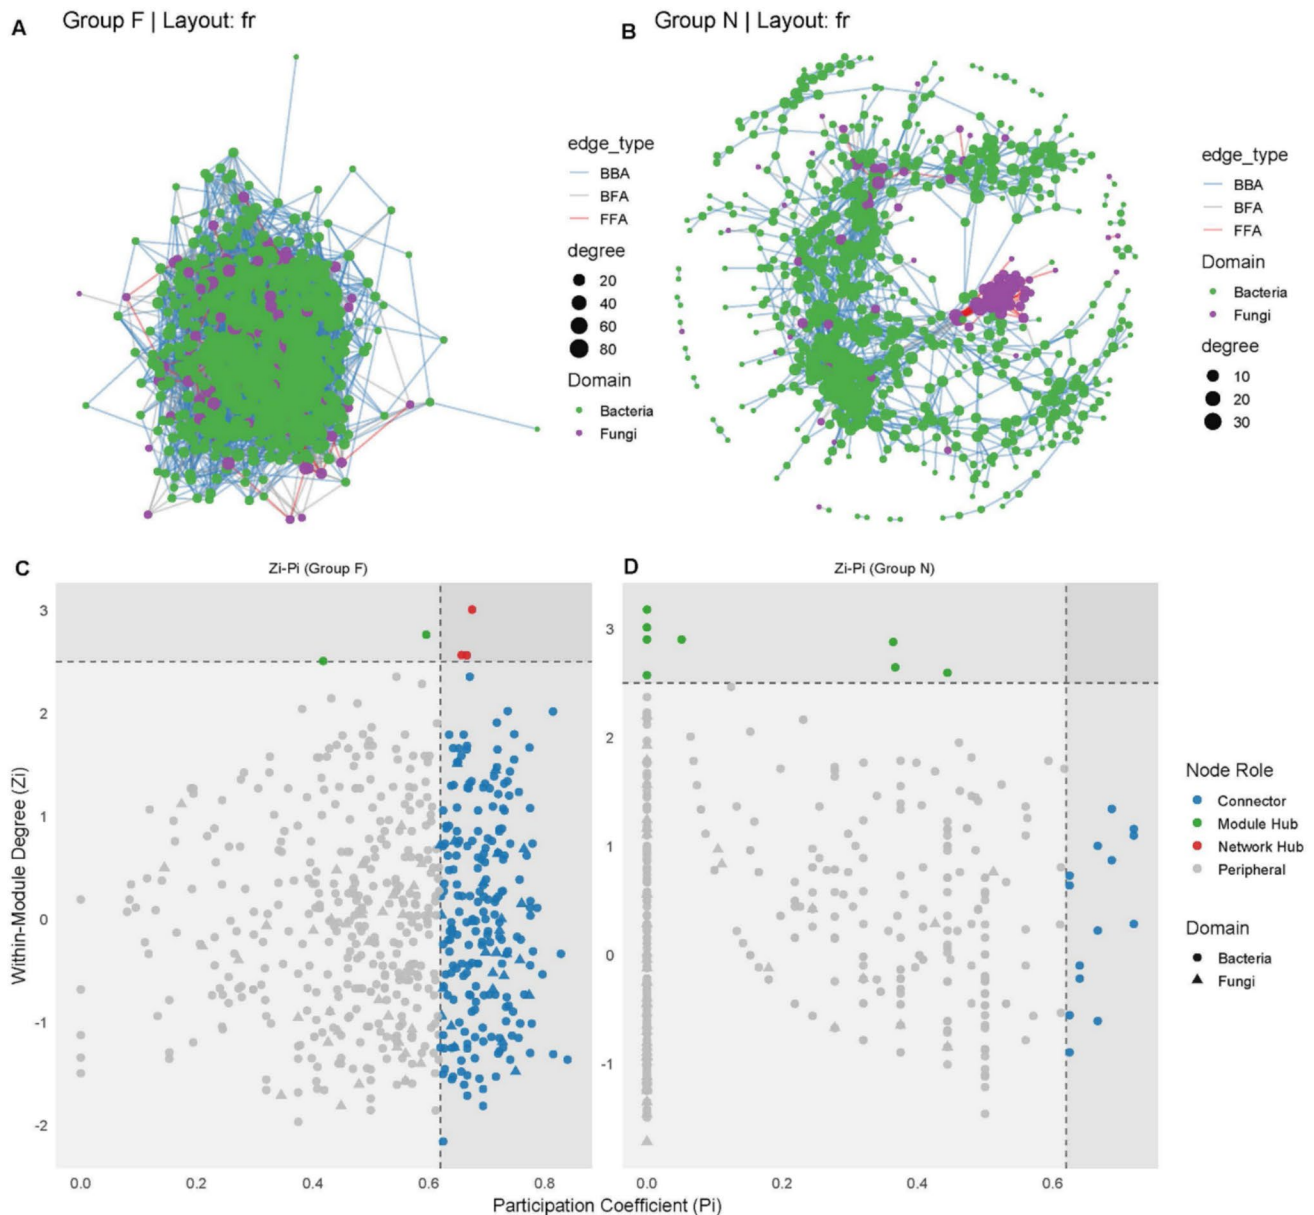 A Group F | Layout: fr
edge_type
BBA
BFA
FFA
degree
20
40
60
80
Domain
Bacteria
Fungi
B Group N | Layout: fr
edge_type
BBA
BFA
FFA
Domain
Bacteria
Fungi
degree
10
20
30
C
Zi-Pi (Group F)
Within-Module Degree (Zi)
3
2
1
0
-1
-2
0.0 0.2 0.4 0.6 0.8
D
Zi-Pi (Group N)
3
2
1
0
-1
0.0 0.2 0.4 0.6
Participation Coefficient (Pi)
Node Role
Connector
Module Hub
Network Hub
Peripheral
Domain
Bacteria
Fungi